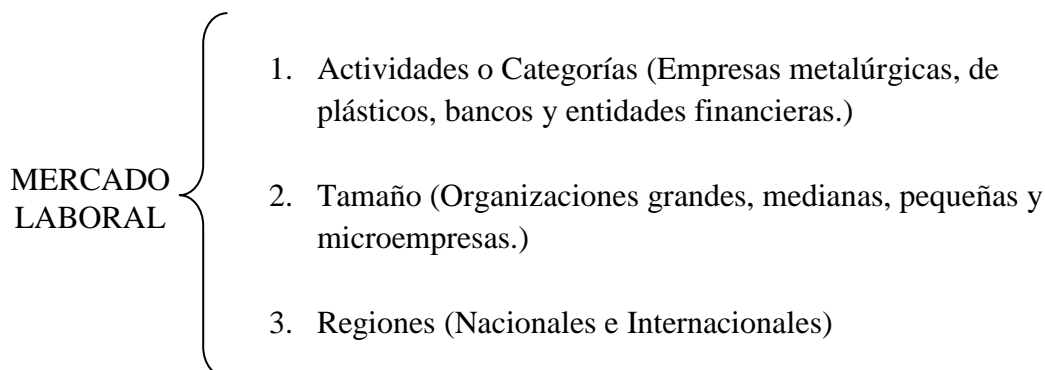 MERCADO
LABORAL
1. Actividades o Categorías (Empresas metalúrgicas, de
plásticos, bancos y entidades financieras.)
2. Tamaño (Organizaciones grandes, medianas, pequeñas y
microempresas.)
3. Regiones (Nacionales e Internacionales)